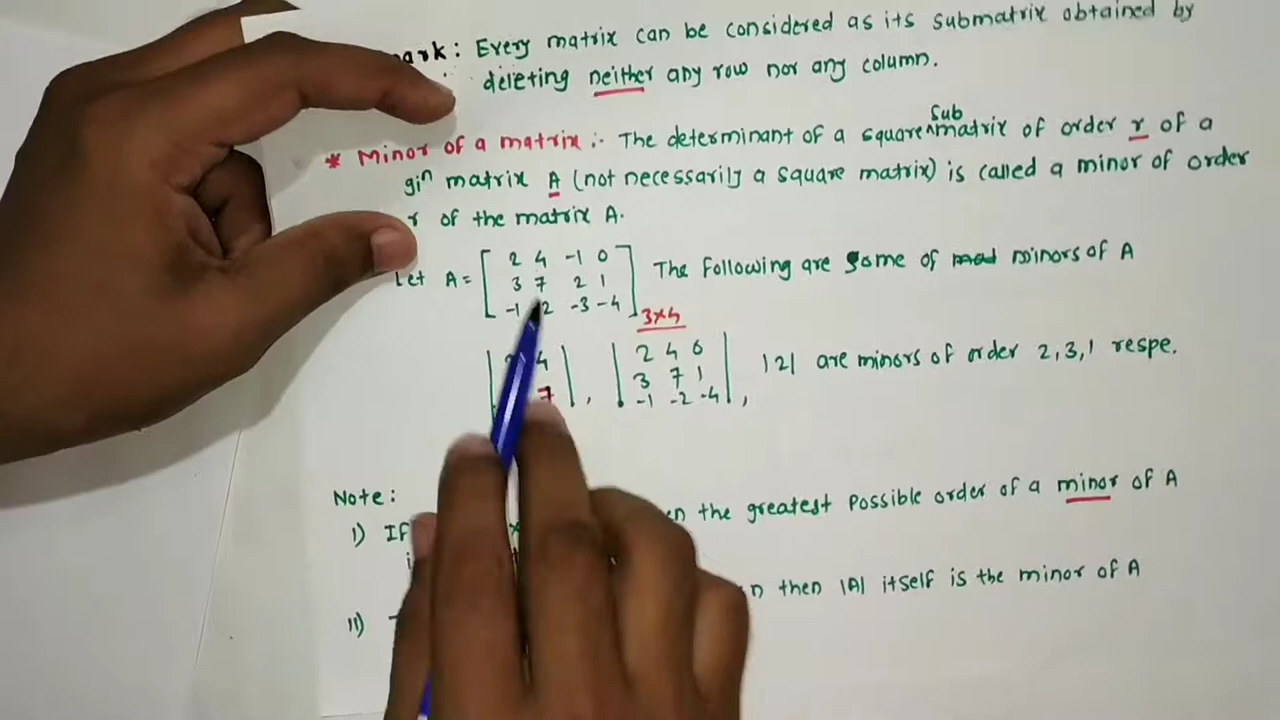 ark: Every matrix can be considered as its submatrix obtained by
deleting neither any row nor any column.
* Minor of a matrix :- The determinant of a square ^sub matrix of order r of a
giⁿ matrix A (not necessarily a square matrix) is called a minor of order
r of the matrix A.
Let A = [ 2 4 -1 0 The following are some of minors of A
3 7 2 1
-1 2 -3 -4 ] 3×4
4 |, | 2 4 0 |2| are minors of order 2,3,1 respe.
7 3 7 1
-1 -2 -4 |,
Note:
I) If en the greatest possible order of a minor of A
n then |A| itself is the minor of A
II)